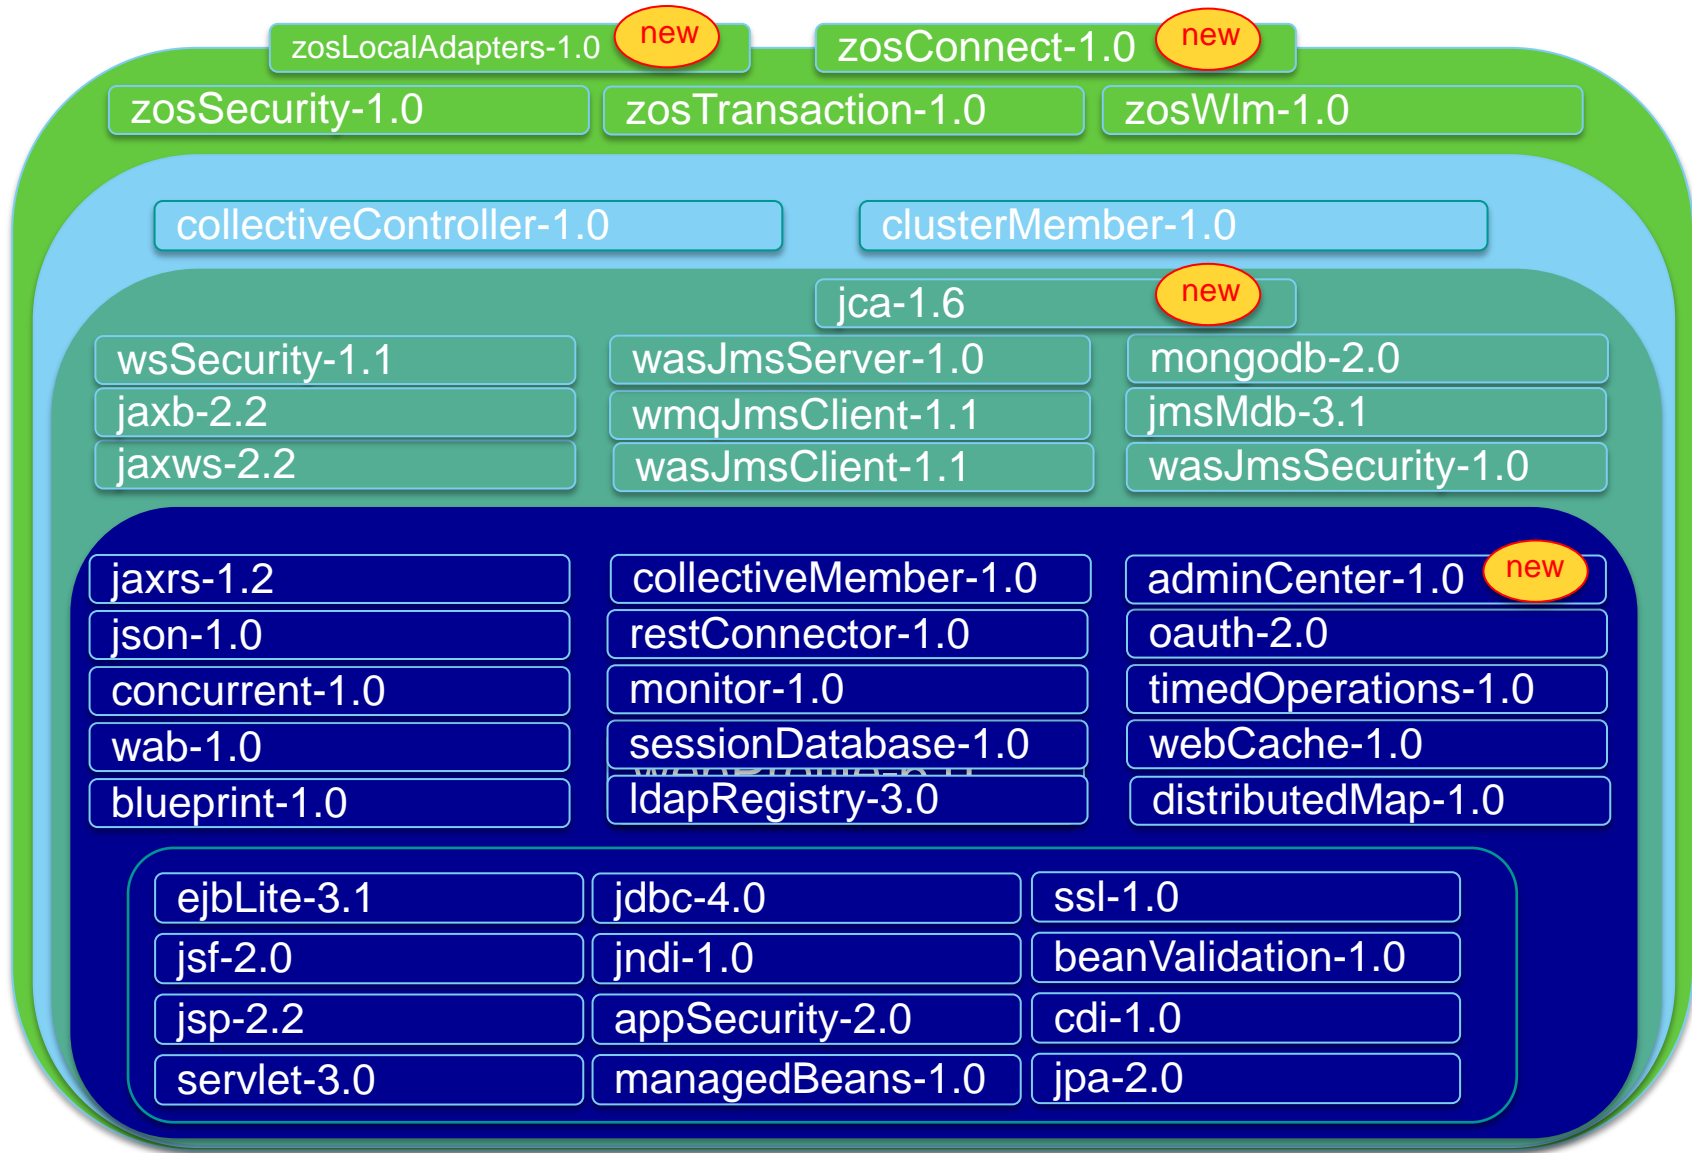 zosLocalAdapters-1.0 new zosConnect-1.0 new
zosSecurity-1.0 zosTransaction-1.0 zosWlm-1.0
collectiveController-1.0 clusterMember-1.0
jca-1.6 new
wsSecurity-1.1 wasJmsServer-1.0 mongodb-2.0
jaxb-2.2 wmqJmsClient-1.1 jmsMdb-3.1
jaxws-2.2 wasJmsClient-1.1 wasJmsSecurity-1.0
jaxrs-1.2 collectiveMember-1.0 adminCenter-1.0 new
json-1.0 restConnector-1.0 oauth-2.0
concurrent-1.0 monitor-1.0 timedOperations-1.0
wab-1.0 sessionDatabase-1.0 webCache-1.0
webProfile-6.0
blueprint-1.0 ldapRegistry-3.0 distributedMap-1.0
ejbLite-3.1 jdbc-4.0 ssl-1.0
jsf-2.0 jndi-1.0 beanValidation-1.0
jsp-2.2 appSecurity-2.0 cdi-1.0
servlet-3.0 managedBeans-1.0 jpa-2.0